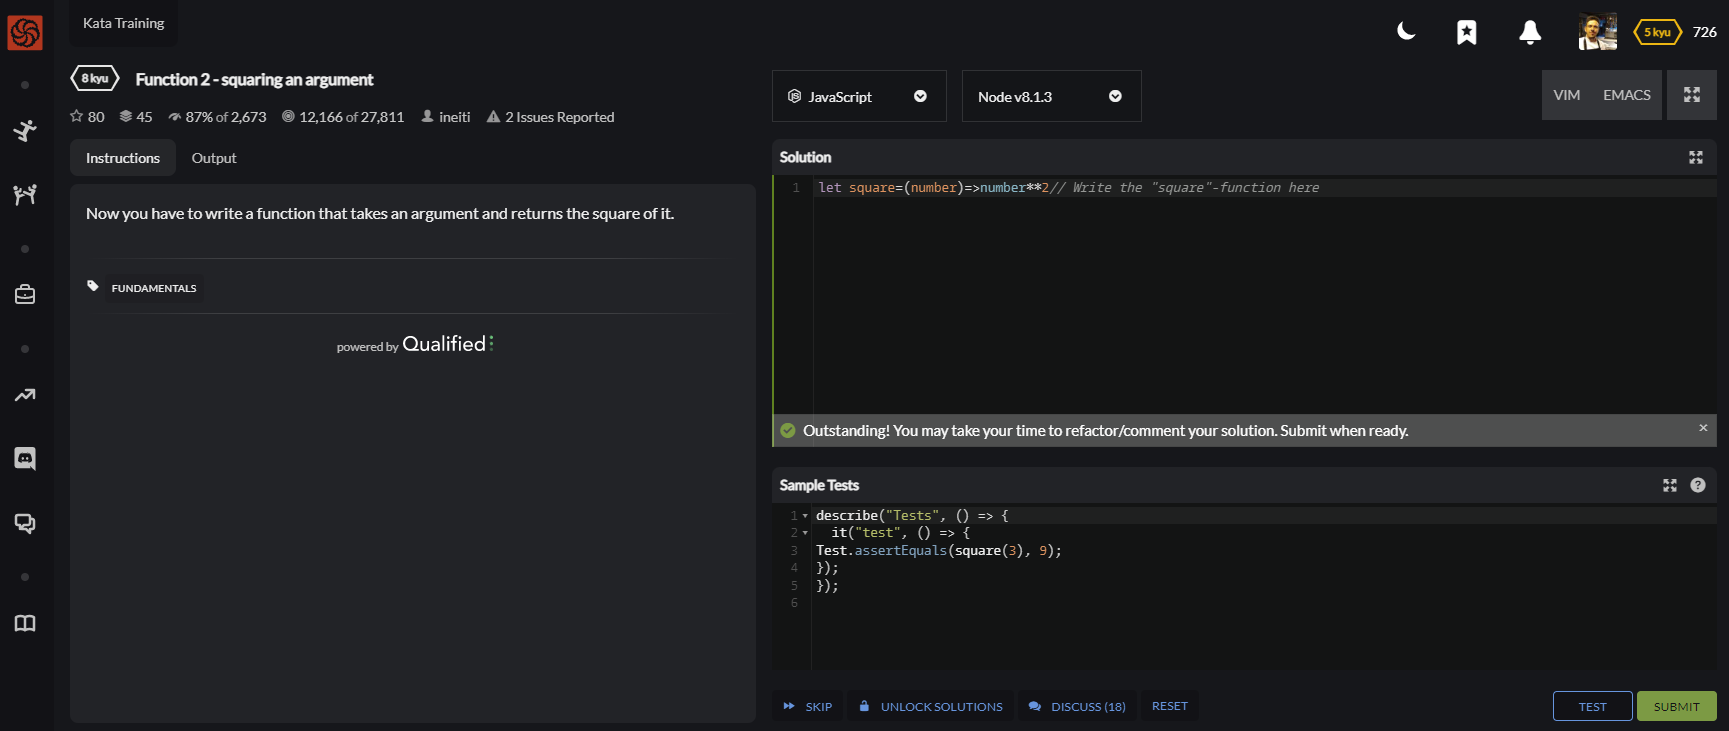 Kata Training
5 kyu 726
8 kyu Function 2 - squaring an argument
80 45 87% of 2,673 12,166 of 27,811 ineiti 2 Issues Reported
Instructions Output
Now you have to write a function that takes an argument and returns the square of it.
FUNDAMENTALS
powered by Qualified
JavaScript Node v8.1.3 VIM EMACS
Solution
1 let square=(number)=>number**2// Write the "square"-function here
Outstanding! You may take your time to refactor/comment your solution. Submit when ready. ×
Sample Tests
1 describe("Tests", () => {
2 it("test", () => {
3 Test.assertEquals(square(3), 9);
4 });
5 });
6
SKIP UNLOCK SOLUTIONS DISCUSS (18) RESET TEST SUBMIT